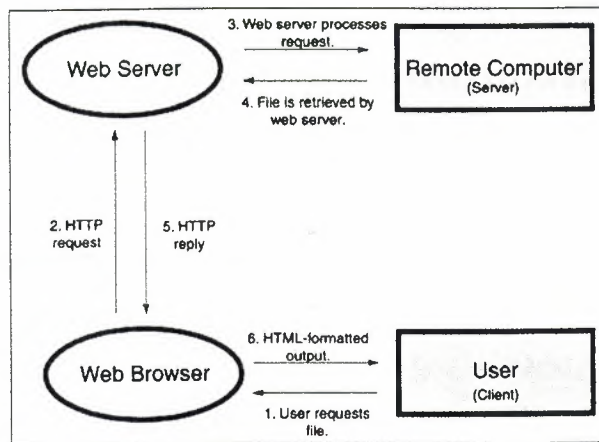 3. Web server processes
request.
Web Server
Remote Computer
(Server)
4. File is retrieved by
web server.
2. HTTP
request
5. HTTP
reply
6. HTML-formatted
output.
Web Browser
User
(Client)
1. User requests
file.